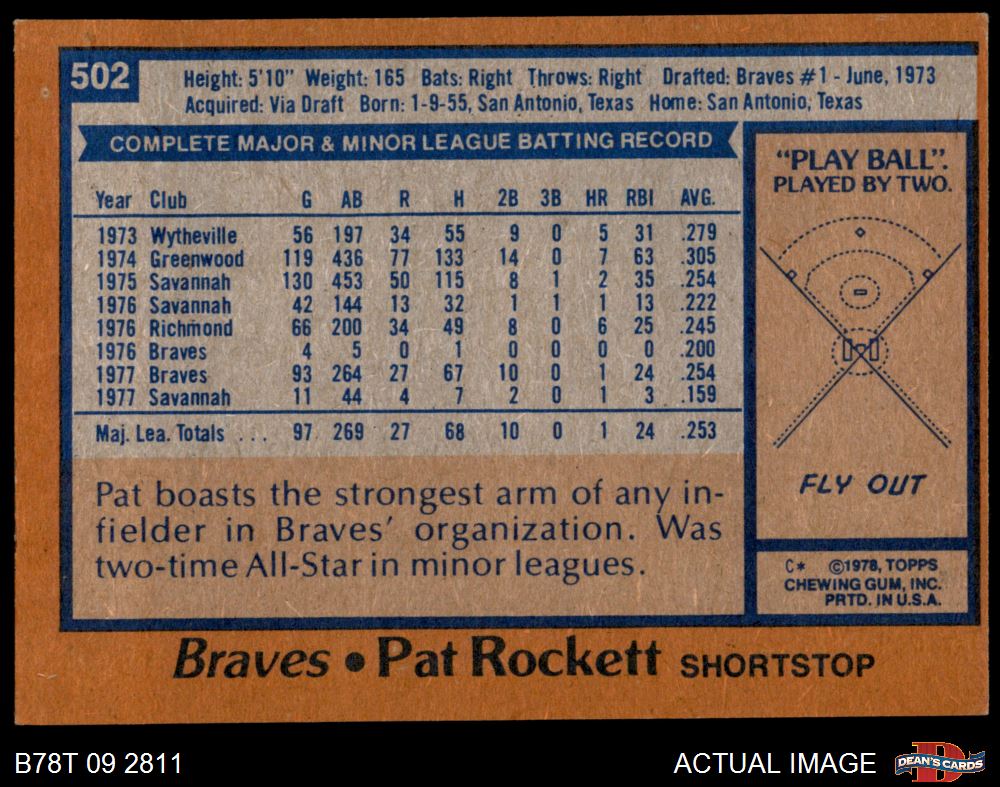 502
Height: 5'10" Weight: 165 Bats: Right Throws: Right Drafted: Braves #1 - June, 1973
Acquired: Via Draft Born: 1-9-55, San Antonio, Texas Home: San Antonio, Texas
COMPLETE MAJOR & MINOR LEAGUE BATTING RECORD
Year Club G AB R H 2B 3B HR RBI AVG.
1973 Wytheville 56 197 34 55 9 0 5 31 .279
1974 Greenwood 119 436 77 133 14 0 7 63 .305
1975 Savannah 130 453 50 115 8 1 2 35 .254
1976 Savannah 42 144 13 32 1 1 1 13 .222
1976 Richmond 66 200 34 49 8 0 6 25 .245
1976 Braves 4 5 0 1 0 0 0 0 .200
1977 Braves 93 264 27 67 10 0 1 24 .254
1977 Savannah 11 44 4 7 2 0 1 3 .159
Maj. Lea. Totals ... 97 269 27 68 10 0 1 24 .253
Pat boasts the strongest arm of any in-
fielder in Braves' organization. Was
two-time All-Star in minor leagues.
"PLAY BALL".
PLAYED BY TWO.
FLY OUT
C* ©1978, TOPPS
CHEWING GUM, INC.
PRTD. IN U.S.A.
Braves • Pat Rockett SHORTSTOP
B78T 09 2811
ACTUAL IMAGE
D
DEAN'S CARDS